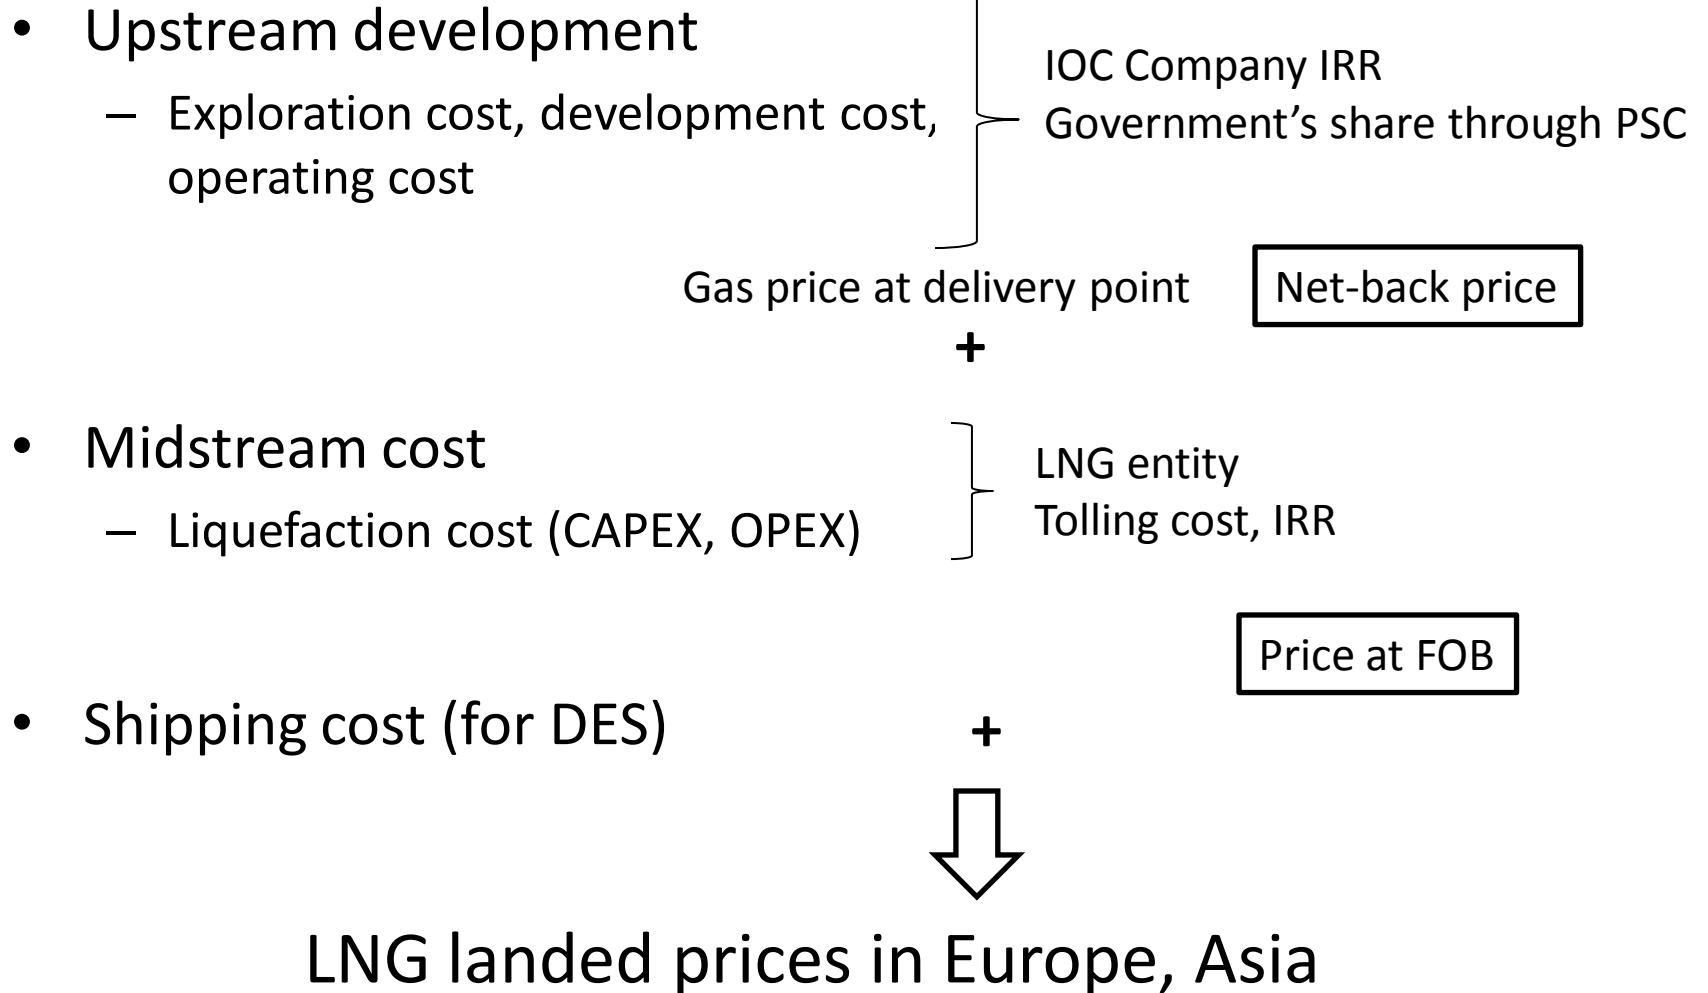 • Upstream development
– Exploration cost, development cost,
operating cost
IOC Company IRR
Government’s share through PSC
Gas price at delivery point
Net-back price
+
• Midstream cost
– Liquefaction cost (CAPEX, OPEX)
LNG entity
Tolling cost, IRR
Price at FOB
• Shipping cost (for DES)
+
LNG landed prices in Europe, Asia